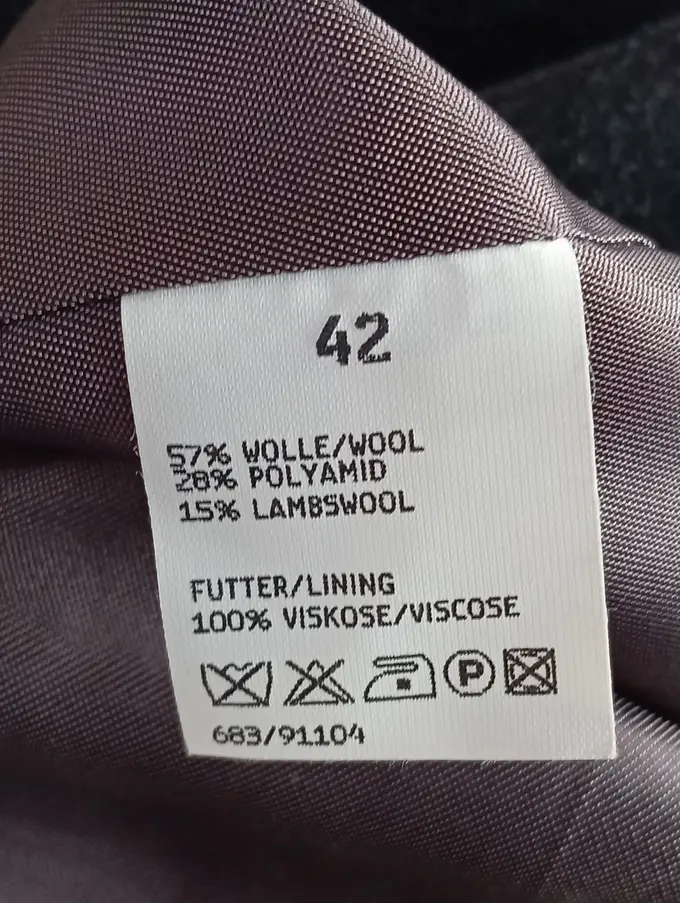 42
57% WOLLE/WOOL
28% POLYAMID
15% LAMBSWOOL
FUTTER/LINING
100% VISKOSE/VISCOSE
P
683/91104